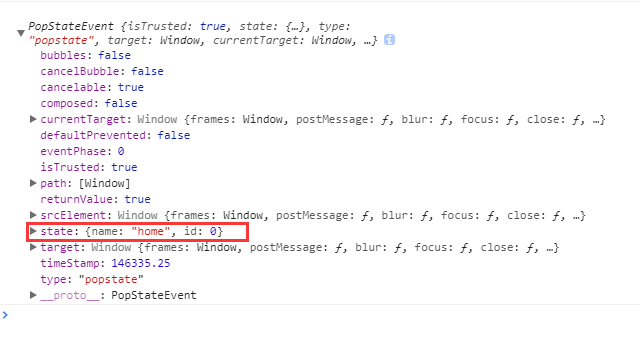 PopStateEvent {isTrusted: true, state: {…}, type:
"popstate", target: Window, currentTarget: Window, …} i
bubbles: false
cancelBubble: false
cancelable: true
composed: false
currentTarget: Window {frames: Window, postMessage: ƒ, blur: ƒ, focus: ƒ, close: ƒ, …}
defaultPrevented: false
eventPhase: 0
isTrusted: true
path: [Window]
returnValue: true
srcElement: Window {frames: Window, postMessage: ƒ, blur: ƒ, focus: ƒ, close: ƒ, …}
state: {name: "home", id: 0}
target: Window {frames: Window, postMessage: ƒ, blur: ƒ, focus: ƒ, close: ƒ, …}
timeStamp: 146335.25
type: "popstate"
__proto__: PopStateEvent